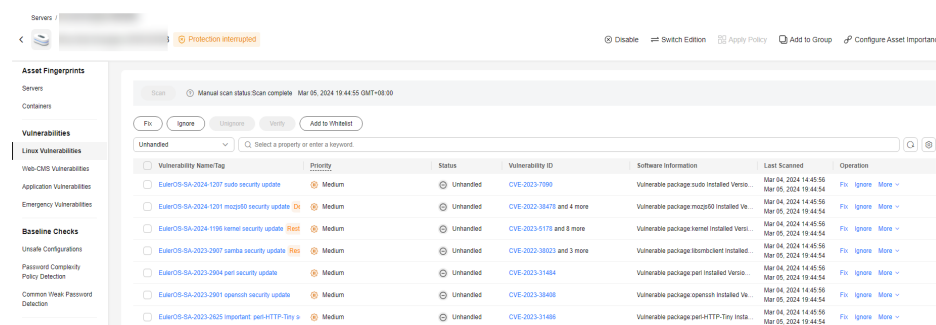 Servers /
Protection interrupted
Disable
Switch Edition
Apply Policy
Add to Group
Configure Asset Importanc
Asset Fingerprints
Servers
Containers
Vulnerabilities
Linux Vulnerabilities
Web-CMS Vulnerabilities
Application Vulnerabilities
Emergency Vulnerabilities
Baseline Checks
Unsafe Configurations
Password Complexity
Policy Detection
Common Weak Password
Detection
Scan
Manual scan status:Scan complete Mar 05, 2024 19:44:55 GMT+08:00
Fix
Ignore
Unignore
Verify
Add to Whitelist
Unhandled
Select a property or enter a keyword.
Vulnerability Name/Tag Priority Status Vulnerability ID Software Information Last Scanned Operation
EulerOS-SA-2024-1207 sudo security update Medium Unhandled CVE-2023-7090 Vulnerable package:sudo Installed Versio... Mar 04, 2024 14:45:56 Fix Ignore More
Mar 05, 2024 19:44:54
EulerOS-SA-2024-1201 mozjs60 security update Medium Unhandled CVE-2022-38478 and 4 more Vulnerable package:mozjs60 Installed Ve... Mar 04, 2024 14:45:56 Fix Ignore More
Mar 05, 2024 19:44:54
EulerOS-SA-2024-1196 kernel security update Rest Medium Unhandled CVE-2023-5178 and 8 more Vulnerable package:kernel Installed Versi... Mar 04, 2024 14:45:56 Fix Ignore More
Mar 05, 2024 19:44:54
EulerOS-SA-2023-2907 samba security update Res Medium Unhandled CVE-2022-38023 and 3 more Vulnerable package:libsmbclient Installed... Mar 04, 2024 14:45:56 Fix Ignore More
Mar 05, 2024 19:44:54
EulerOS-SA-2023-2904 perl security update Medium Unhandled CVE-2023-31484 Vulnerable package:perl Installed Versio... Mar 04, 2024 14:45:56 Fix Ignore More
Mar 05, 2024 19:44:54
EulerOS-SA-2023-2901 openssh security update Medium Unhandled CVE-2023-38408 Vulnerable package:openssh Installed Ve... Mar 04, 2024 14:45:56 Fix Ignore More
Mar 05, 2024 19:44:54
EulerOS-SA-2023-2625 Important: perl-HTTP-Tiny s Medium Unhandled CVE-2023-31486 Vulnerable package:perl-HTTP-Tiny Insta... Mar 04, 2024 14:45:56 Fix Ignore More
Mar 05, 2024 19:44:54